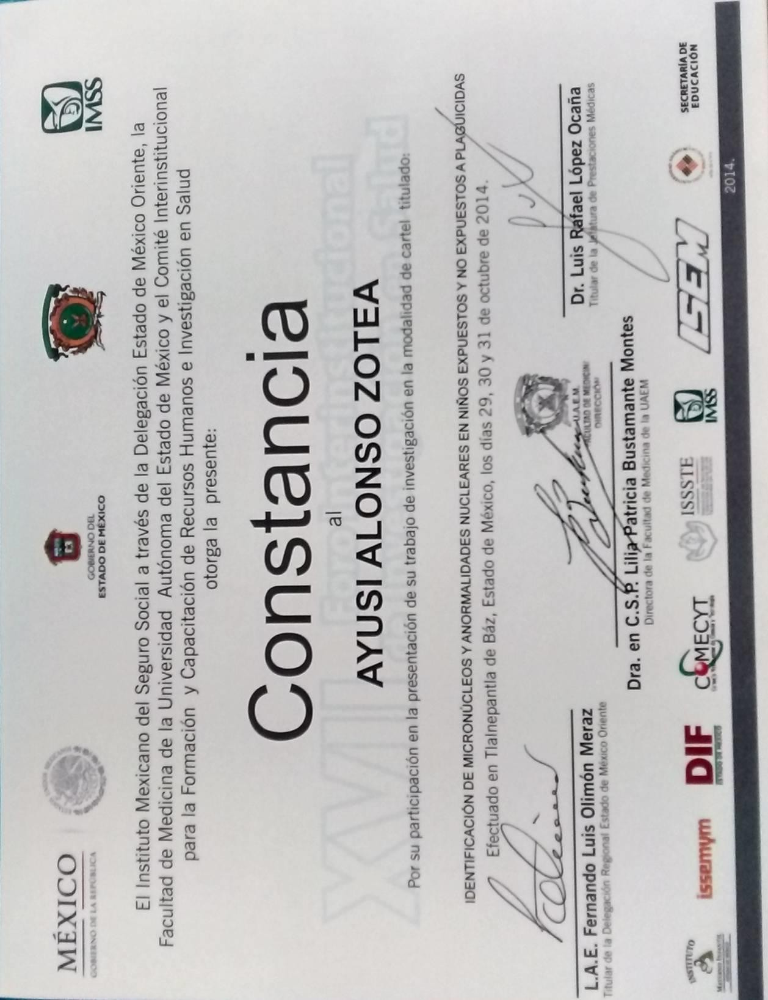 MÉXICO
GOBIERNO DE LA REPÚBLICA
GOBIERNO DEL
ESTADO DE MÉXICO
IMSS
El Instituto Mexicano del Seguro Social a través de la Delegación Estado de México Oriente, la
Facultad de Medicina de la Universidad Autónoma del Estado de México y el Comité Interinstitucional
para la Formación y Capacitación de Recursos Humanos e Investigación en Salud
otorga la presente:
Constancia
al
XVII Foro Interinstitucional
de Investigación en Salud
AYUSI ALONSO ZOTEA
Por su participación en la presentación de su trabajo de investigación en la modalidad de cartel titulado:
IDENTIFICACIÓN DE MICRONÚCLEOS Y ANORMALIDADES NUCLEARES EN NIÑOS EXPUESTOS Y NO EXPUESTOS A PLAGUICIDAS
Efectuado en Tlalnepantla de Báz, Estado de México, los días 29, 30 y 31 de octubre de 2014.
U.A.E.M.
FACULTAD DE MEDICINA
DIRECCIÓN
L.A.E. Fernando Luis Olimón Meraz
Titular de la Delegación Regional Estado de México Oriente
Dra. en C.S.P. Lilia Patricia Bustamante Montes
Directora de la Facultad de Medicina de la UAEM
Dr. Luis Rafael López Ocaña
Titular de la Jefatura de Prestaciones Médicas
INSTITUTO
issemym
DIF
ESTADO DE MÉXICO
COMECYT
ISSSTE
IMSS
ISEM
SECRETARÍA DE
EDUCACIÓN
2014.